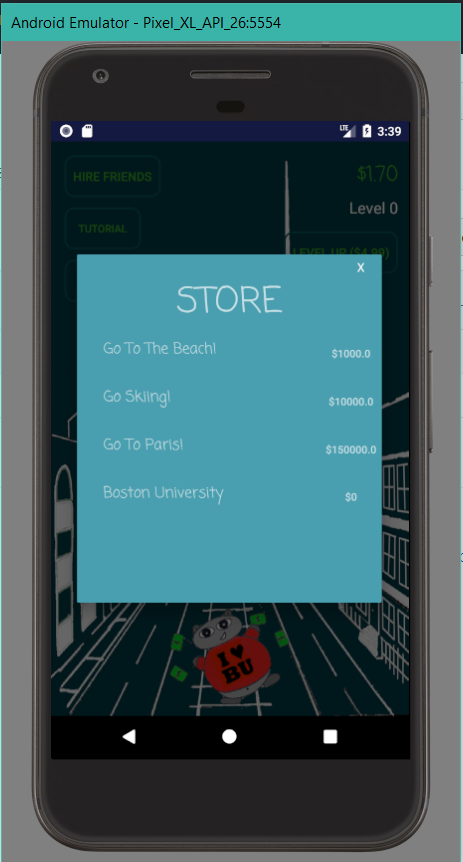 Android Emulator - Pixel_XL_API_26:5554
LTE 3:39
HIRE FRIENDS
$1.70
Level 0
TUTORIAL
LEVEL UP ($4.99)
X
STORE
Go To The Beach! $1000.0
Go Skiing! $10000.0
Go To Paris! $150000.0
Boston University $0
I ♥
BU